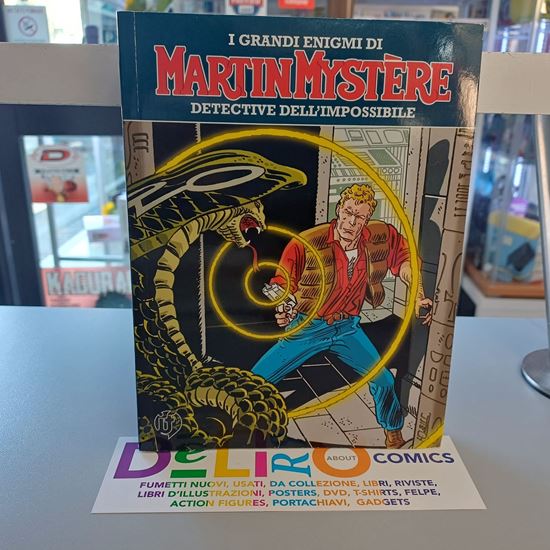 I GRANDI ENIGMI DI
MARTIN MYSTÈRE
DETECTIVE DELL'IMPOSSIBILE
KAGURA
DeLiRO ABOUT COMICS
FUMETTI NUOVI, USATI, DA COLLEZIONE, LIBRI, RIVISTE,
LIBRI D'ILLUSTRAZIONI, POSTERS, DVD, T-SHIRTS, FELPE,
ACTION FIGURES, PORTACHIAVI, GADGETS